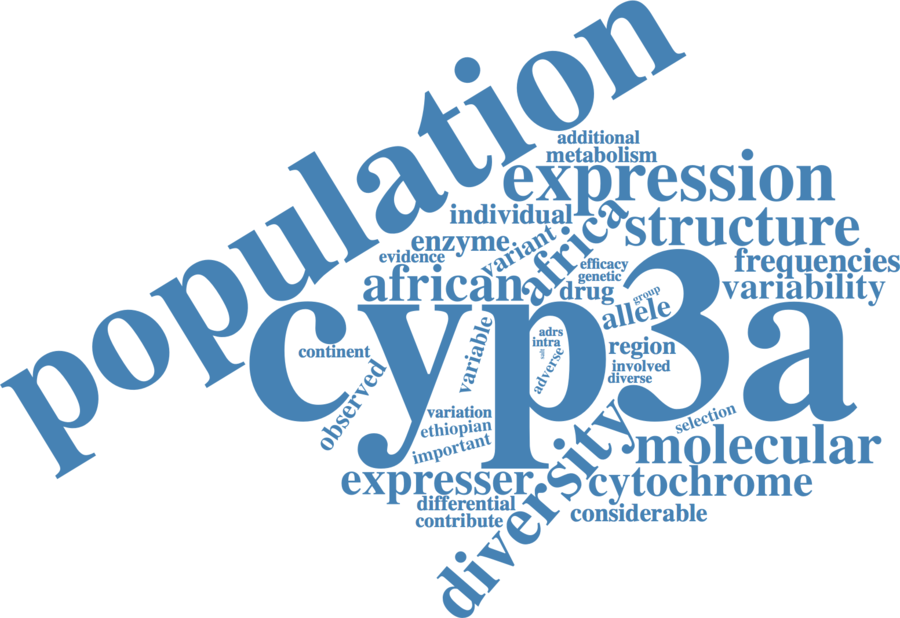 population
additional
metabolism
expression
individual
africa
structure
enzyme
variant
evidence
efficacy
genetic
frequencies
african
drug
group
variability
allele
cyp3a
continent
variable
adrs
intra
salt
adverse
region
involved
diverse
observed
variation
ethiopian
important
selection
diversity
molecular
expresser
cytochrome
differential
contribute
considerable